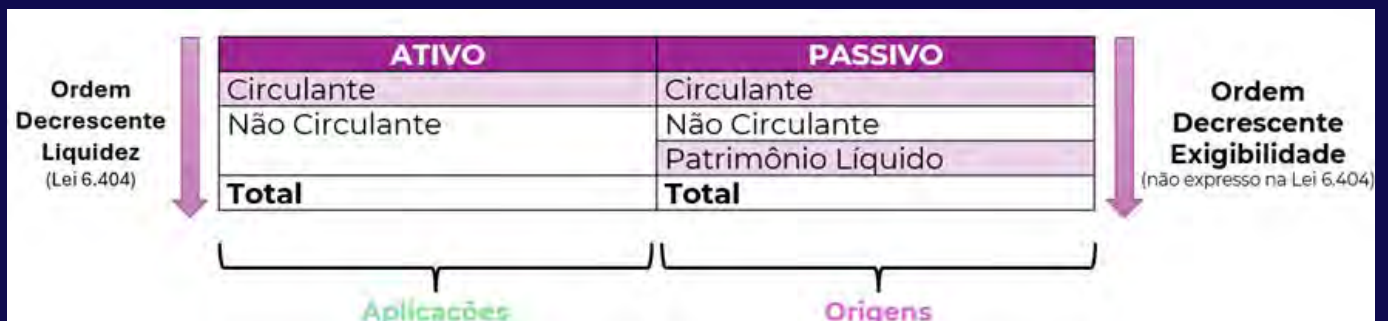 Ordem
Decrescente
Liquidez
(Lei 6.404)
ATIVO
PASSIVO
Circulante
Circulante
Não Circulante
Não Circulante
Patrimônio Líquido
Total
Total
Ordem
Decrescente
Exigibilidade
(não expresso na Lei 6.404)
Aplicações
Origens